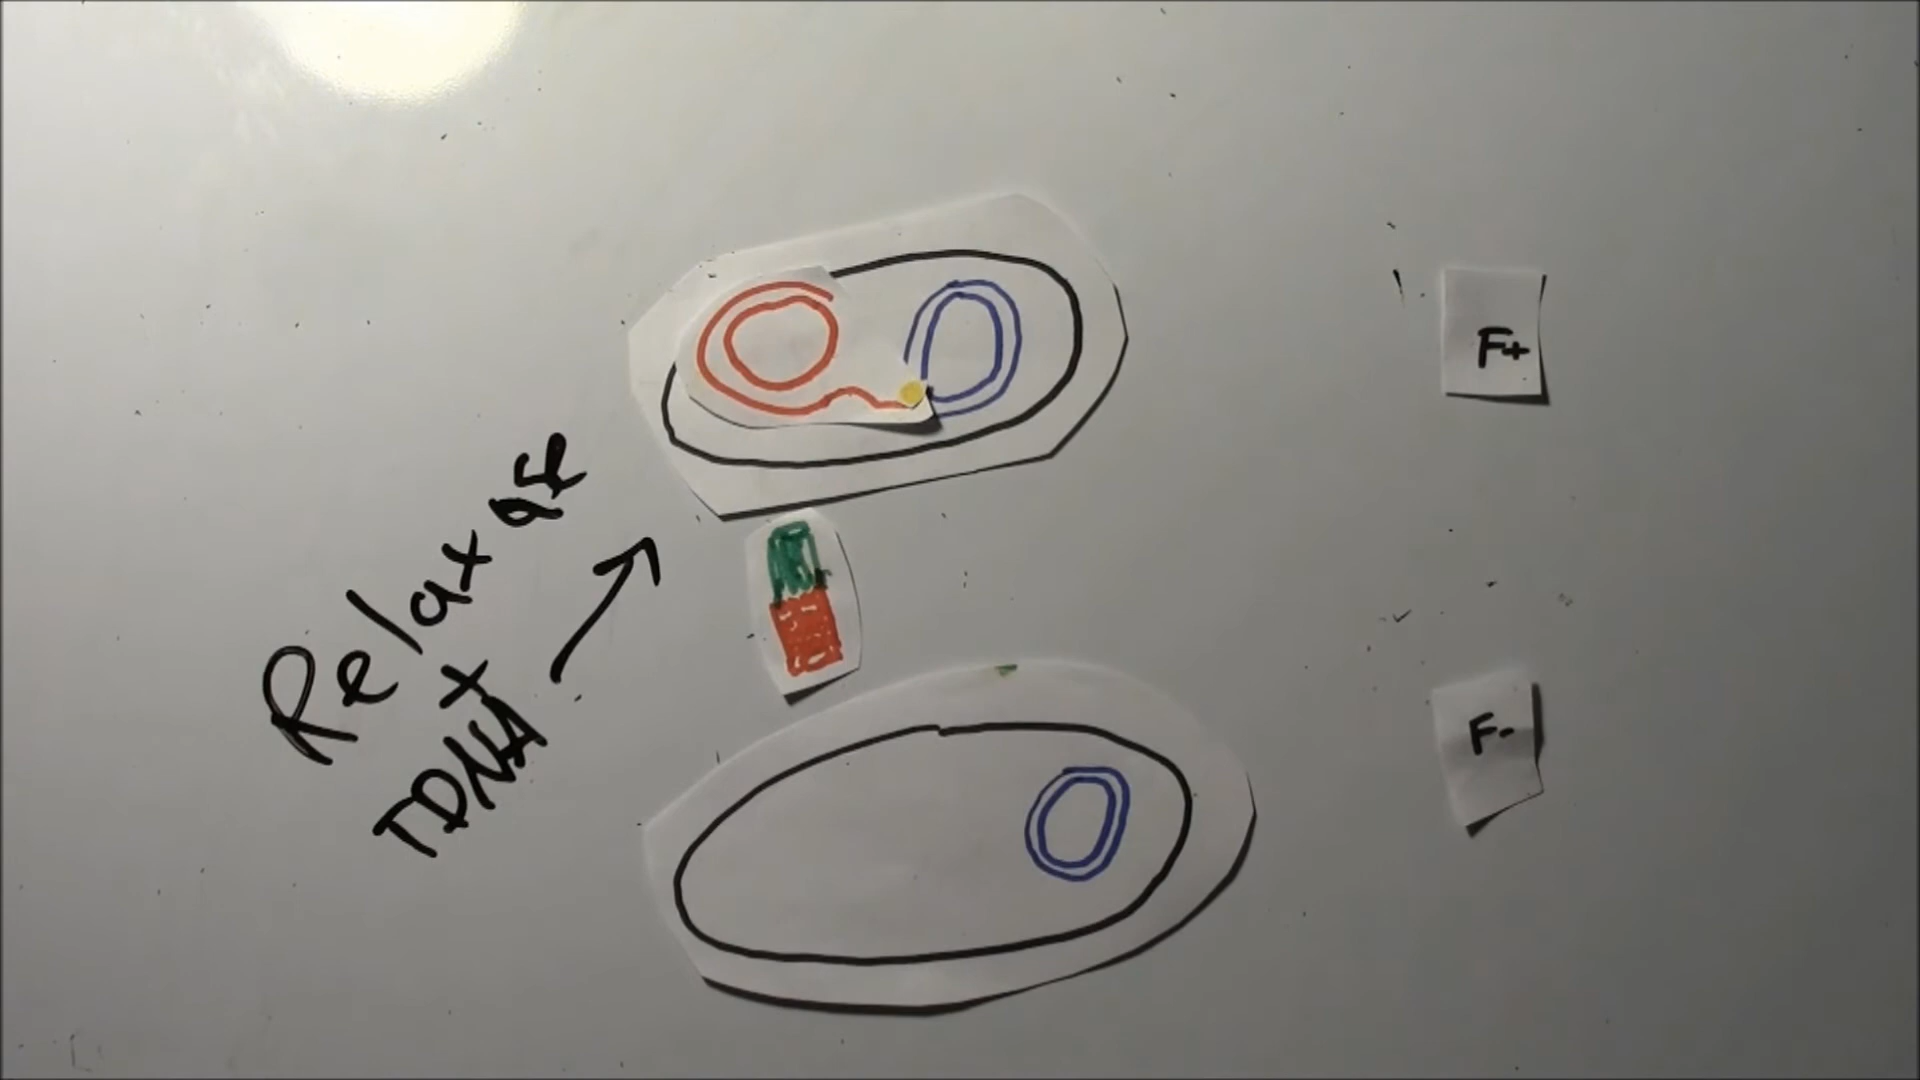 Relaxase
+
TDNA
F+
F-